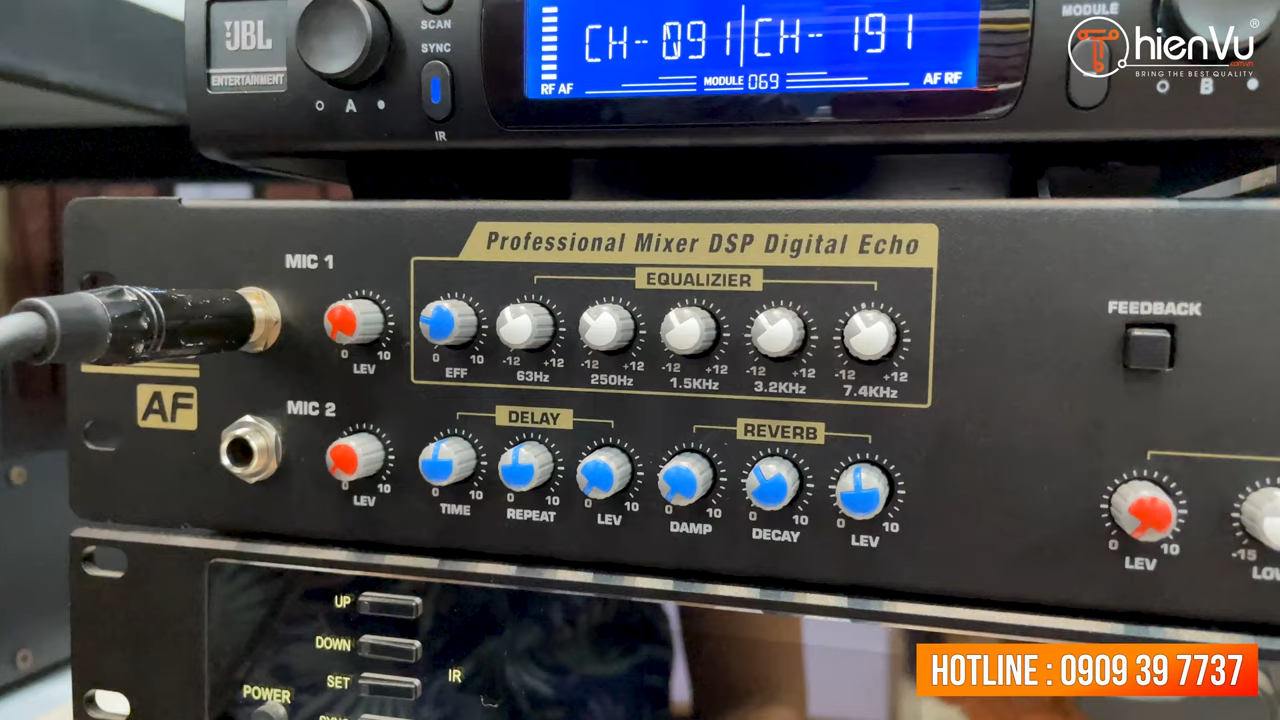 JBL
ENTERTAINMENT
A
SCAN
SYNC
IR
CH-091 CH-191
RF AF
MODULE 069
AF RF
MODULE
B
ThienVu ®
.com.vn
BRING THE BEST QUALITY
Professional Mixer DSP Digital Echo
EQUALIZIER
MIC 1
0 10
LEV
0 10
EFF
-12 +12
63Hz
-12 +12
250Hz
-12 +12
1.5KHz
-12 +12
3.2KHz
0
-12 +12
7.4KHz
FEEDBACK
AF
MIC 2
0 10
LEV
DELAY
0 10
TIME
0 10
REPEAT
0 10
LEV
REVERB
0 10
DAMP
0 10
DECAY
0 10
LEV
0 10
LEV
-15
UP
DOWN
SET
POWER
IR
HOTLINE : 0909 39 7737